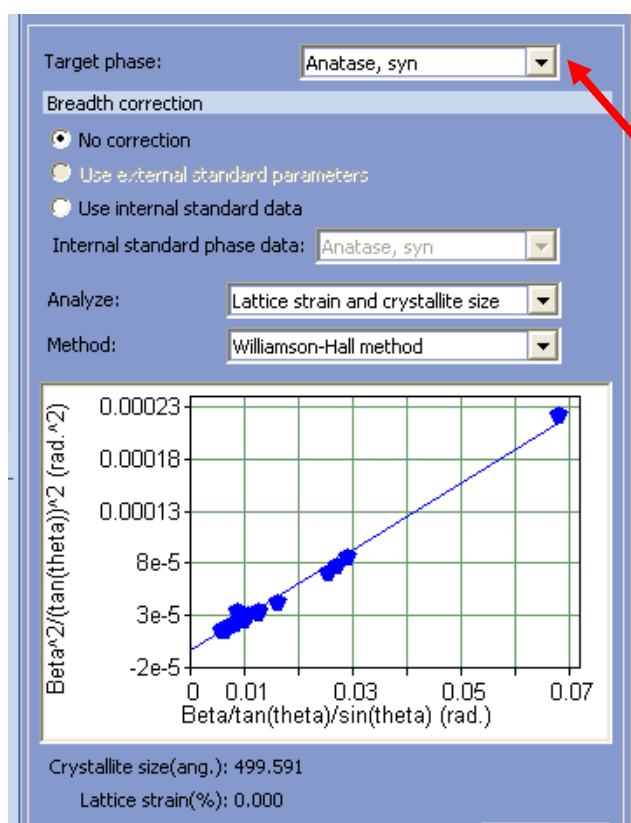 Target phase: Anatase, syn
Breadth correction
No correction
Use external standard parameters
Use internal standard data
Internal standard phase data: Anatase, syn
Analyze: Lattice strain and crystallite size
Method: Williamson-Hall method
Beta^2/(tan(theta))^2 (rad.^2)
0.00023
0.00018
0.00013
8e-5
3e-5
-2e-5
0 0.01 0.03 0.05 0.07
Beta/tan(theta)/sin(theta) (rad.)
Crystallite size(ang.): 499.591
Lattice strain(%): 0.000